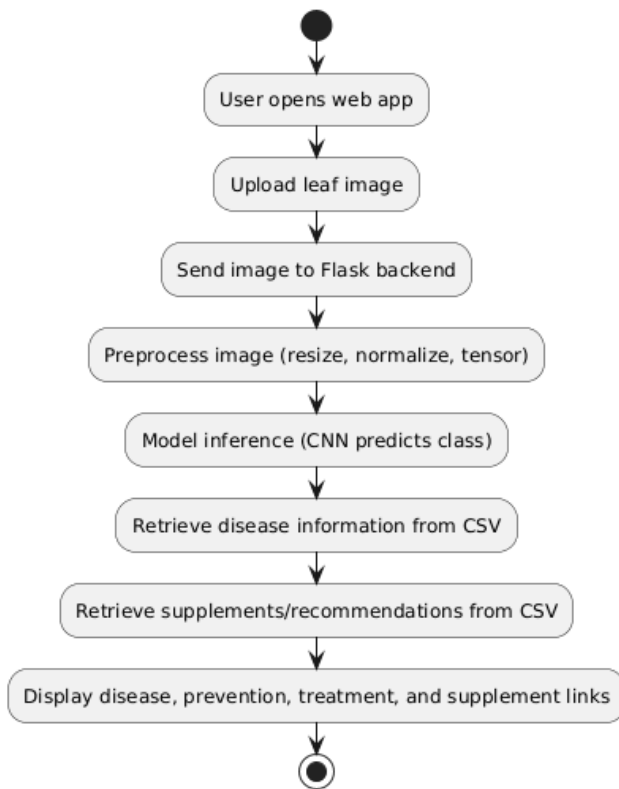 User opens web app
Upload leaf image
Send image to Flask backend
Preprocess image (resize, normalize, tensor)
Model inference (CNN predicts class)
Retrieve disease information from CSV
Retrieve supplements/recommendations from CSV
Display disease, prevention, treatment, and supplement links